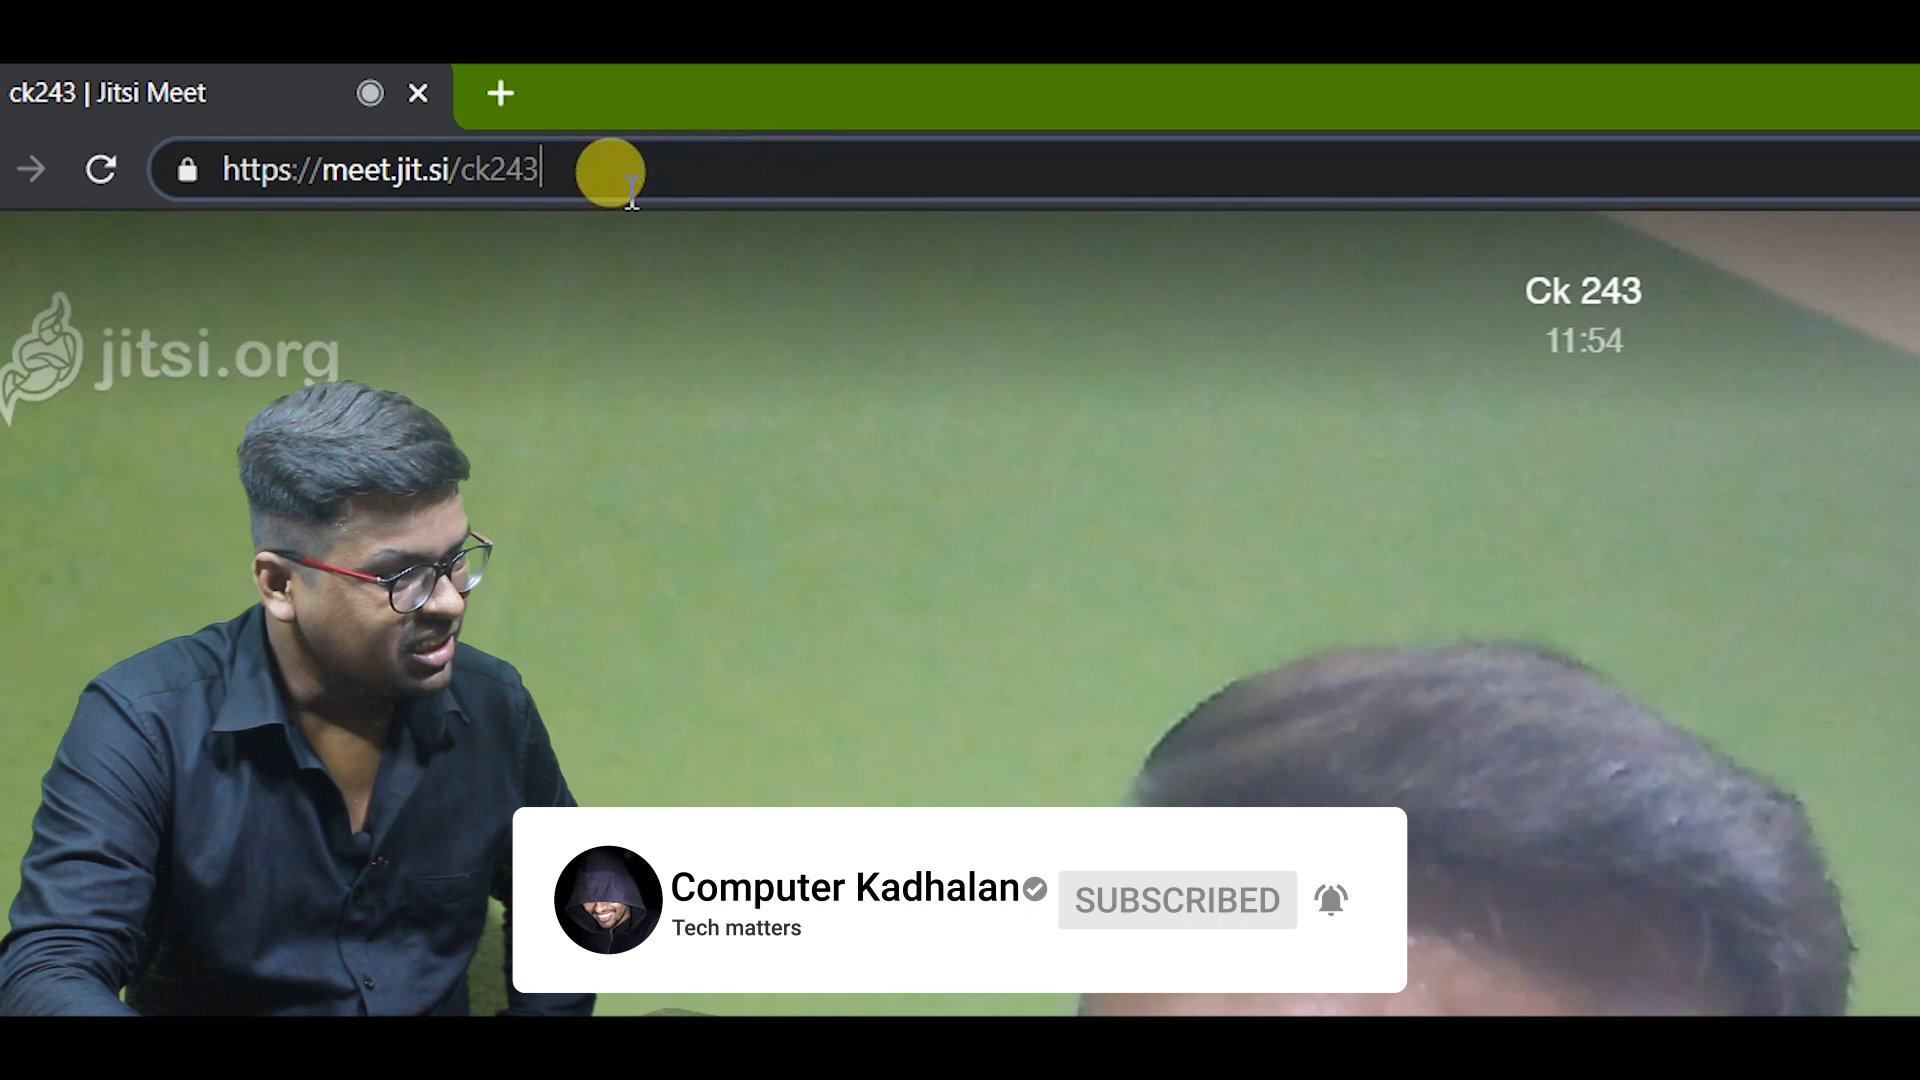 ck243 | Jitsi Meet
https://meet.jit.si/ck243
Ck 243
11:54
jitsi.org
Computer Kadhalan
SUBSCRIBED
Tech matters